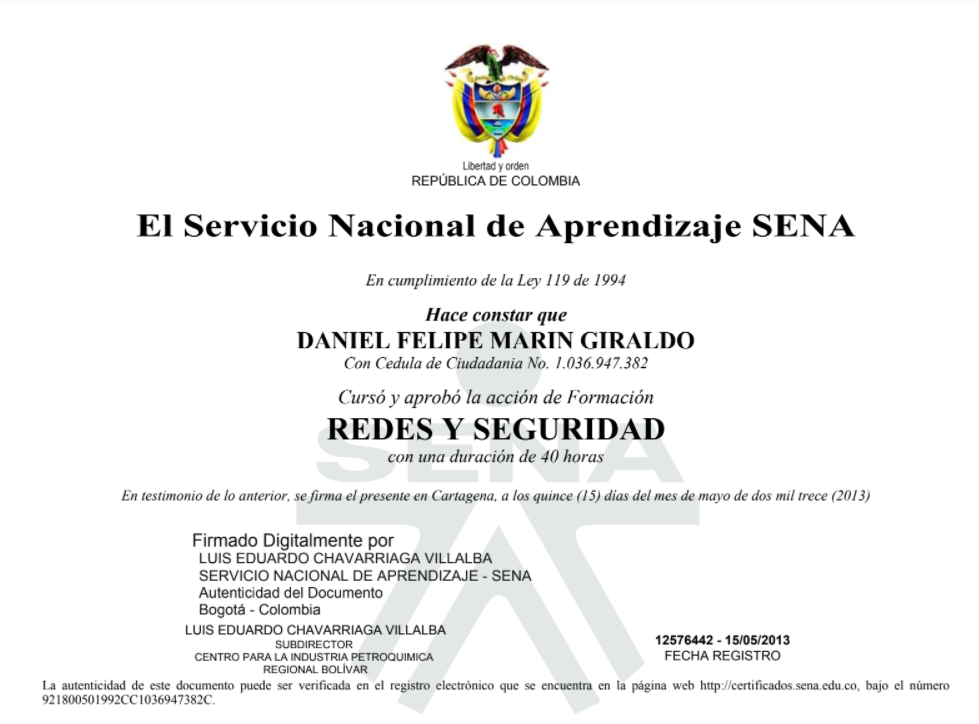 Libertad y orden
REPÚBLICA DE COLOMBIA
El Servicio Nacional de Aprendizaje SENA
En cumplimiento de la Ley 119 de 1994
Hace constar que
DANIEL FELIPE MARIN GIRALDO
Con Cedula de Ciudadania No. 1.036.947.382
Cursó y aprobó la acción de Formación
REDES Y SEGURIDAD
SENA
con una duración de 40 horas
En testimonio de lo anterior, se firma el presente en Cartagena, a los quince (15) días del mes de mayo de dos mil trece (2013)
Firmado Digitalmente por
LUIS EDUARDO CHAVARRIAGA VILLALBA
SERVICIO NACIONAL DE APRENDIZAJE - SENA
Autenticidad del Documento
Bogotá - Colombia
LUIS EDUARDO CHAVARRIAGA VILLALBA
SUBDIRECTOR
CENTRO PARA LA INDUSTRIA PETROQUIMICA
REGIONAL BOLÍVAR
12576442 - 15/05/2013
FECHA REGISTRO
La autenticidad de este documento puede ser verificada en el registro electrónico que se encuentra en la página web http://certificados.sena.edu.co, bajo el número
921800501992CC1036947382C.